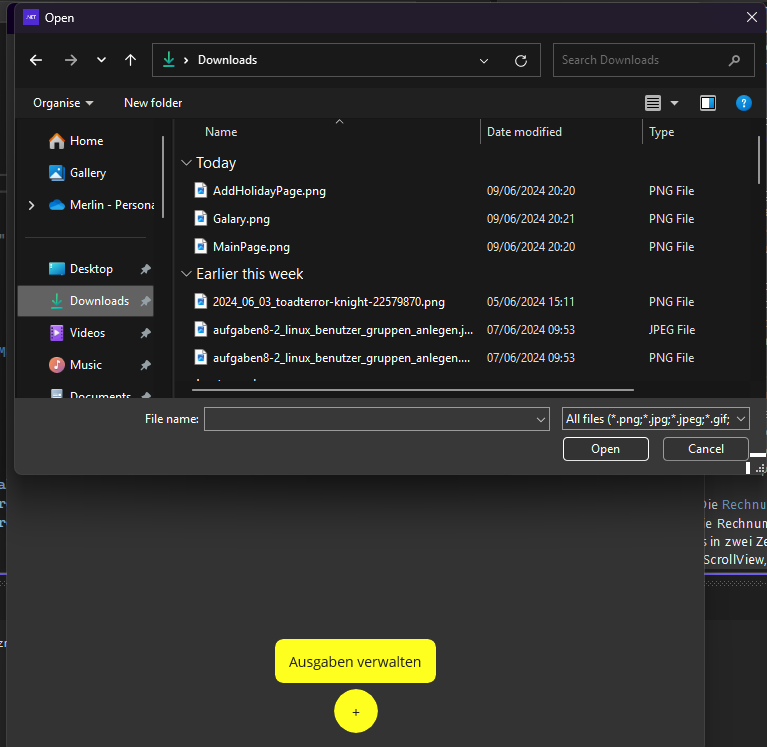 .NET Open
Downloads
Search Downloads
Organise New folder
Name Date modified Type
Home
Gallery
Merlin - Persona
Desktop
Downloads
Videos
Music
Documents
Today
AddHolidayPage.png 09/06/2024 20:20 PNG File
Galary.png 09/06/2024 20:21 PNG File
MainPage.png 09/06/2024 20:20 PNG File
Earlier this week
2024_06_03_toadterror-knight-22579870.png 05/06/2024 15:11 PNG File
aufgaben8-2_linux_benutzer_gruppen_anlegen.j... 07/06/2024 09:53 JPEG File
aufgaben8-2_linux_benutzer_gruppen_anlegen.... 07/06/2024 09:53 PNG File
File name: All files (*.png;*.jpg;*.jpeg;*.gif;
Open Cancel
Die Rechnu
e Rechnun
s in zwei Ze
ScrollView,
Ausgaben verwalten
+